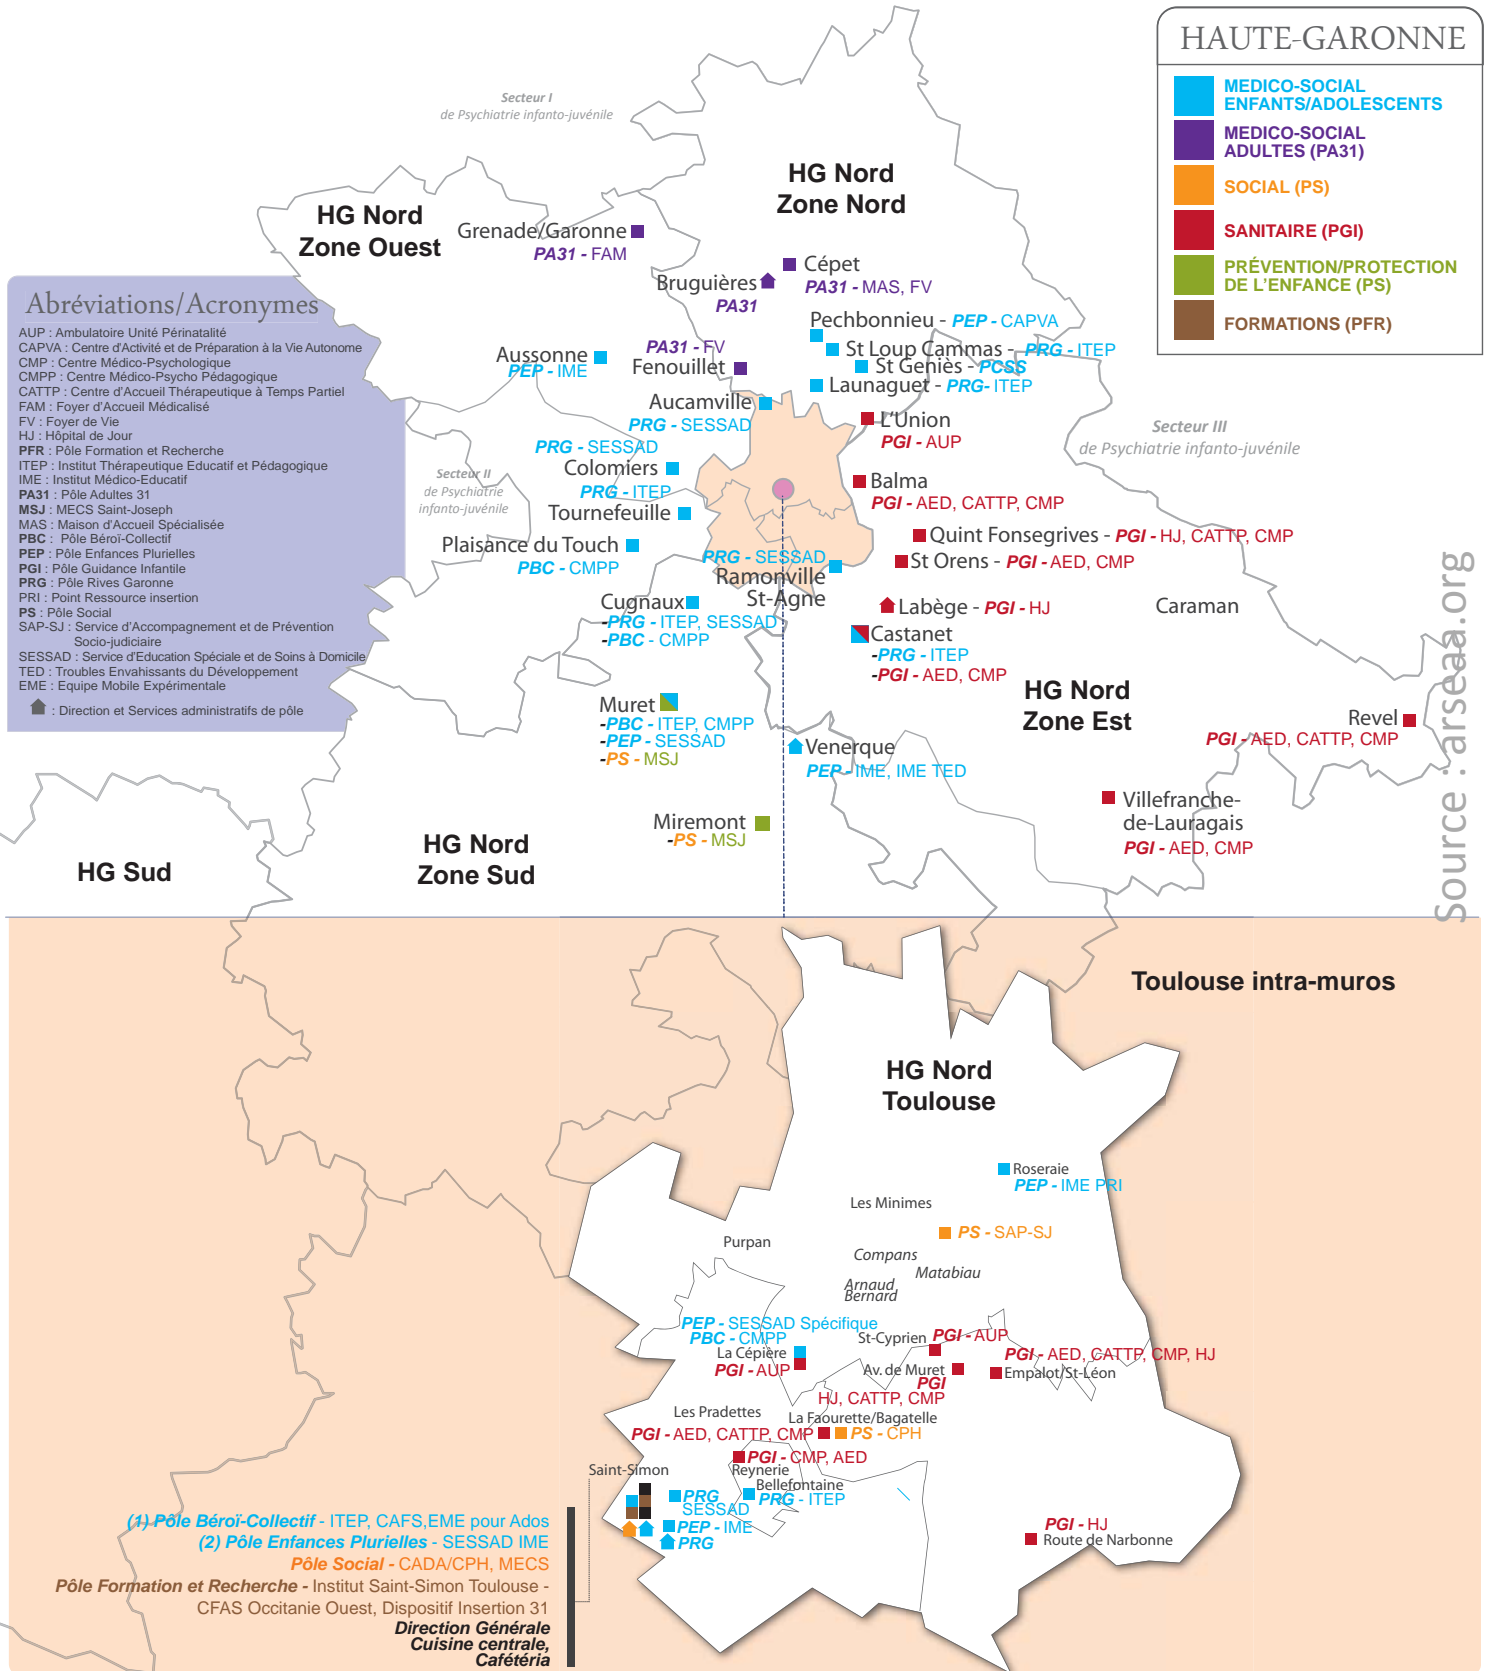 HAUTE-GARONNE
MEDICO-SOCIAL
ENFANTS/ADOLESCENTS
MEDICO-SOCIAL
ADULTES (PA31)
SOCIAL (PS)
SANITAIRE (PGI)
PRÉVENTION/PROTECTION
DE L'ENFANCE (PS)
FORMATIONS (PFR)
Secteur I
de Psychiatrie infanto-juvénile
HG Nord
Zone Nord
HG Nord
Zone Ouest
Grenade/Garonne
PA31 - FAM
Cépet
PA31 - MAS, FV
Bruguières
PA31
Pechbonnieu - PEP - CAPVA
St Loup Cammas - PRG - ITEP
St Geniès - PCSS
Launaguet - PRG- ITEP
PA31 - FV
Fenouillet
Aussonne
PEP - IME
Aucamville
PRG - SESSAD
L'Union
PGI - AUP
Secteur III
de Psychiatrie infanto-juvénile
PRG - SESSAD
Colomiers
PRG - ITEP
Secteur II
de Psychiatrie
infanto-juvénile
Balma
PGI - AED, CATTP, CMP
Tournefeuille
Quint Fonsegrives - PGI - HJ, CATTP, CMP
Plaisance du Touch
PBC - CMPP
PRG - SESSAD
Ramonville
St-Agne
St Orens - PGI - AED, CMP
Cugnaux
-PRG - ITEP, SESSAD
-PBC - CMPP
Labège - PGI - HJ
Caraman
Castanet
-PRG - ITEP
-PGI - AED, CMP
Muret
-PBC - ITEP, CMPP
-PEP - SESSAD
-PS - MSJ
HG Nord
Zone Est
Revel
PGI - AED, CATTP, CMP
Venerque
PEP - IME, IME TED
Villefranche-
de-Lauragais
PGI - AED, CMP
Miremont
-PS - MSJ
HG Nord
Zone Sud
HG Sud
Source : arseaa.org
Abréviations/Acronymes
AUP : Ambulatoire Unité Périnatalité
CAPVA : Centre d'Activité et de Préparation à la Vie Autonome
CMP : Centre Médico-Psychologique
CMPP : Centre Médico-Psycho Pédagogique
CATTP : Centre d'Accueil Thérapeutique à Temps Partiel
FAM : Foyer d'Accueil Médicalisé
FV : Foyer de Vie
HJ : Hôpital de Jour
PFR : Pôle Formation et Recherche
ITEP : Institut Thérapeutique Educatif et Pédagogique
IME : Institut Médico-Educatif
PA31 : Pôle Adultes 31
MSJ : MECS Saint-Joseph
MAS : Maison d'Accueil Spécialisée
PBC : Pôle Béroï-Collectif
PEP : Pôle Enfances Plurielles
PGI : Pôle Guidance Infantile
PRG : Pôle Rives Garonne
PRI : Point Ressource insertion
PS : Pôle Social
SAP-SJ : Service d'Accompagnement et de Prévention
Socio-judiciaire
SESSAD : Service d'Education Spéciale et de Soins à Domicile
TED : Troubles Envahissants du Développement
EME : Equipe Mobile Expérimentale
: Direction et Services administratifs de pôle
Toulouse intra-muros
HG Nord
Toulouse
Roseraie
PEP - IME PRI
Les Minimes
PS - SAP-SJ
Purpan
Compans
Matabiau
Arnaud
Bernard
PEP - SESSAD Spécifique
PBC - CMPP
La Cépière
PGI - AUP
St-Cyprien
PGI - AUP
Av. de Muret
PGI
HJ, CATTP, CMP
PGI - AED, CATTP, CMP, HJ
Empalot/St-Léon
Les Pradettes
La Faourette/Bagatelle
PGI - AED, CATTP, CMP
PS - CPH
PGI - CMP, AED
Reynerie
Bellefontaine
PRG - ITEP
Saint-Simon
PRG
SESSAD
PEP - IME
PRG
PGI - HJ
Route de Narbonne
(1) Pôle Béroï-Collectif - ITEP, CAFS,EME pour Ados
(2) Pôle Enfances Plurielles - SESSAD IME
Pôle Social - CADA/CPH, MECS
Pôle Formation et Recherche - Institut Saint-Simon Toulouse -
CFAS Occitanie Ouest, Dispositif Insertion 31
Direction Générale
Cuisine centrale,
Cafétéria